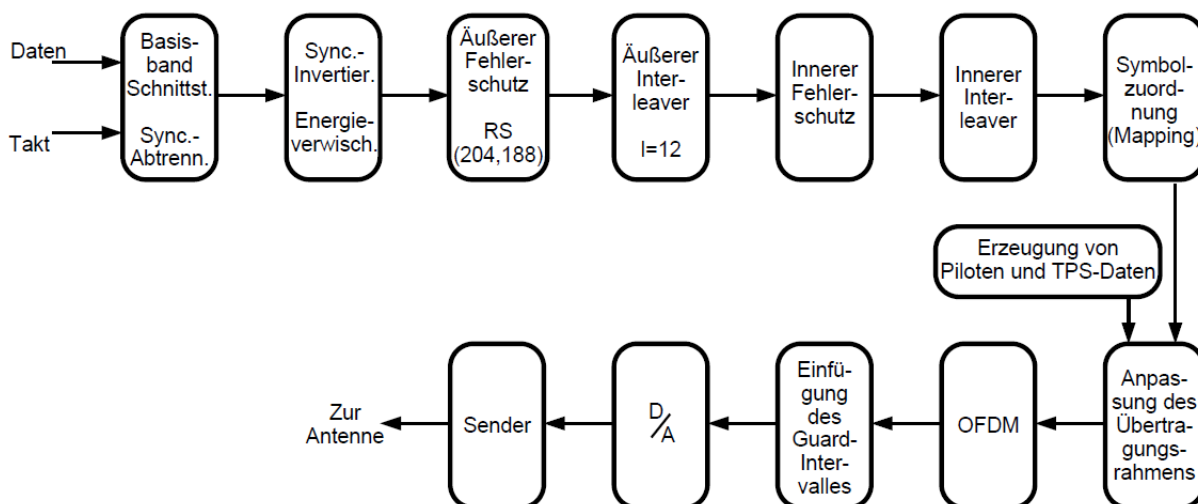 Daten
Takt
Basis-
band
Schnittst.
Sync.-
Abtrenn.
Sync.-
Invertier.
Energie-
verwisch.
Äußerer
Fehler-
schutz
RS
(204,188)
Äußerer
Inter-
leaver
I=12
Innerer
Fehler-
schutz
Innerer
Inter-
leaver
Symbol-
zuord-
nung
(Mapping)
Erzeugung von
Piloten und TPS-Daten
Anpas-
sung des
Übertra-
gungs-
rahmens
OFDM
Einfü-
gung
des
Guard-
Inter-
valles
D/A
Sender
Zur
Antenne